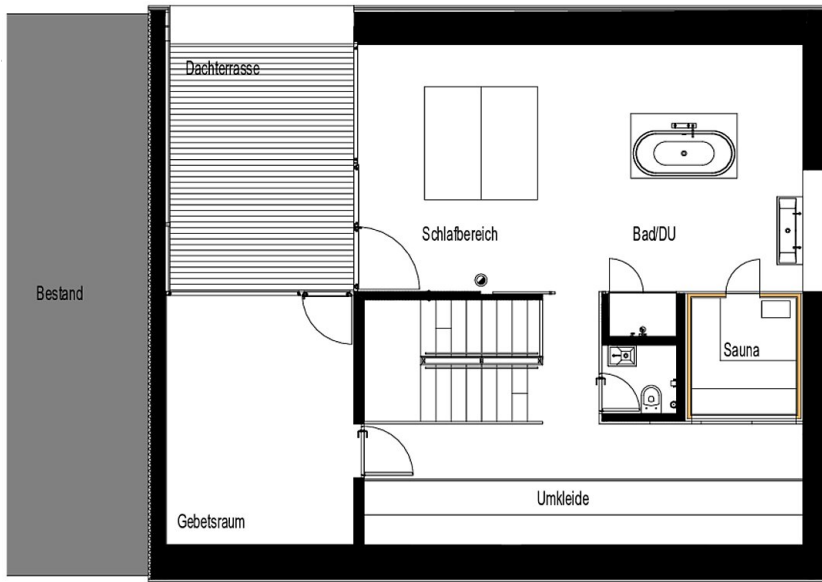 Dachterrasse
Schlafbereich
Bad/DU
Bestand
Sauna
Umkleide
Gebetsraum